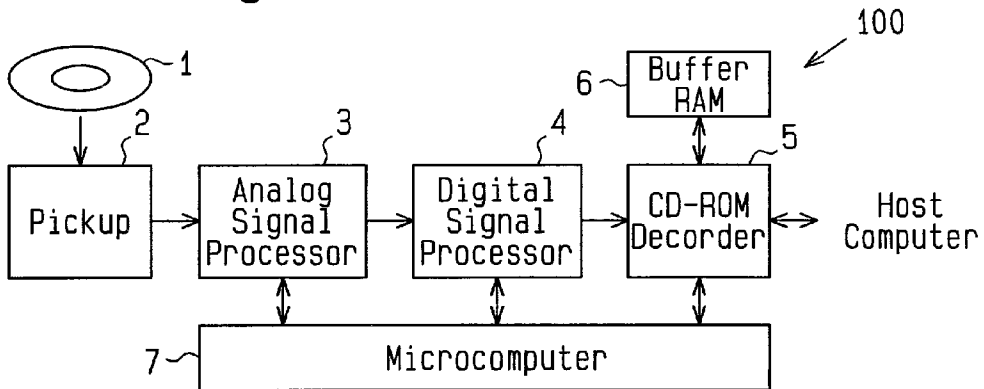 100
1
6
Buffer
RAM
2
3
4
5
Pickup
Analog
Signal
Processor
Digital
Signal
Processor
CD-ROM
Decorder
Host
Computer
7
Microcomputer